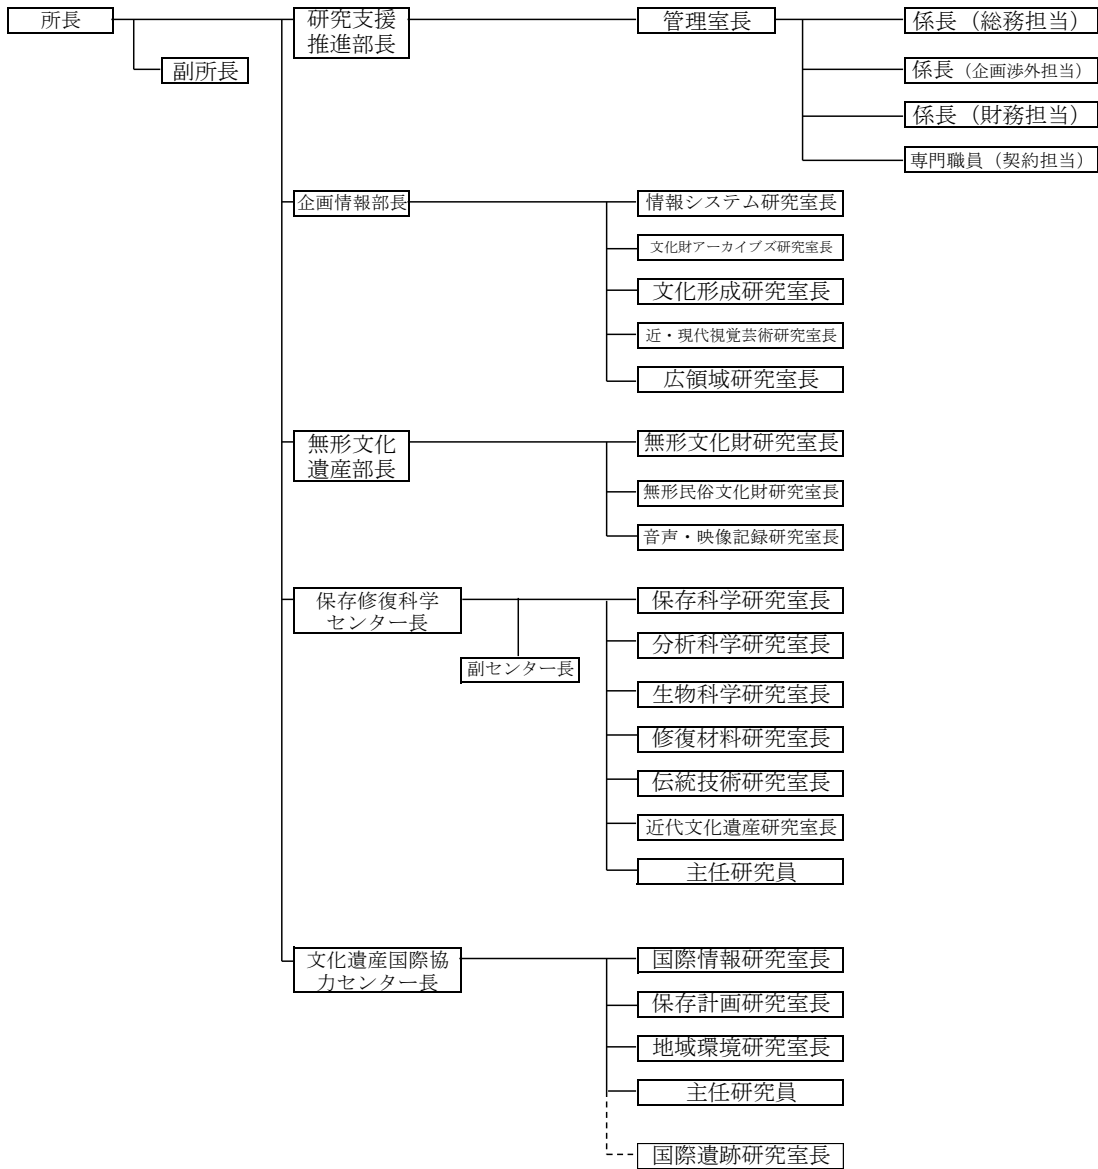 所長
副所長
研究支援
推進部長
管理室長
係長（総務担当）
係長（企画渉外担当）
係長（財務担当）
専門職員（契約担当）
企画情報部長
情報システム研究室長
文化財アーカイブズ研究室長
文化形成研究室長
近・現代視覚芸術研究室長
広領域研究室長
無形文化
遺産部長
無形文化財研究室長
無形民俗文化財研究室長
音声・映像記録研究室長
保存修復科学
センター長
副センター長
保存科学研究室長
分析科学研究室長
生物科学研究室長
修復材料研究室長
伝統技術研究室長
近代文化遺産研究室長
主任研究員
文化遺産国際協
力センター長
国際情報研究室長
保存計画研究室長
地域環境研究室長
主任研究員
国際遺跡研究室長